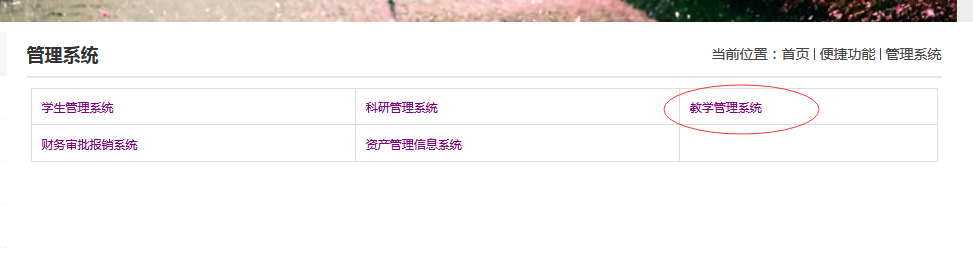 管理系统
当前位置：首页 | 便捷功能 | 管理系统
学生管理系统 科研管理系统 教学管理系统
财务审批报销系统 资产管理信息系统